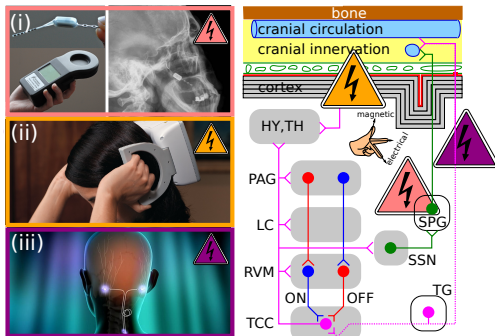 (i)
(ii)
(iii)
bone
cranial circulation
cranial innervation
cortex
HY,TH
magnetic
electrical
PAG
LC
SPG
SSN
RVM
ON
OFF
TG
TCC